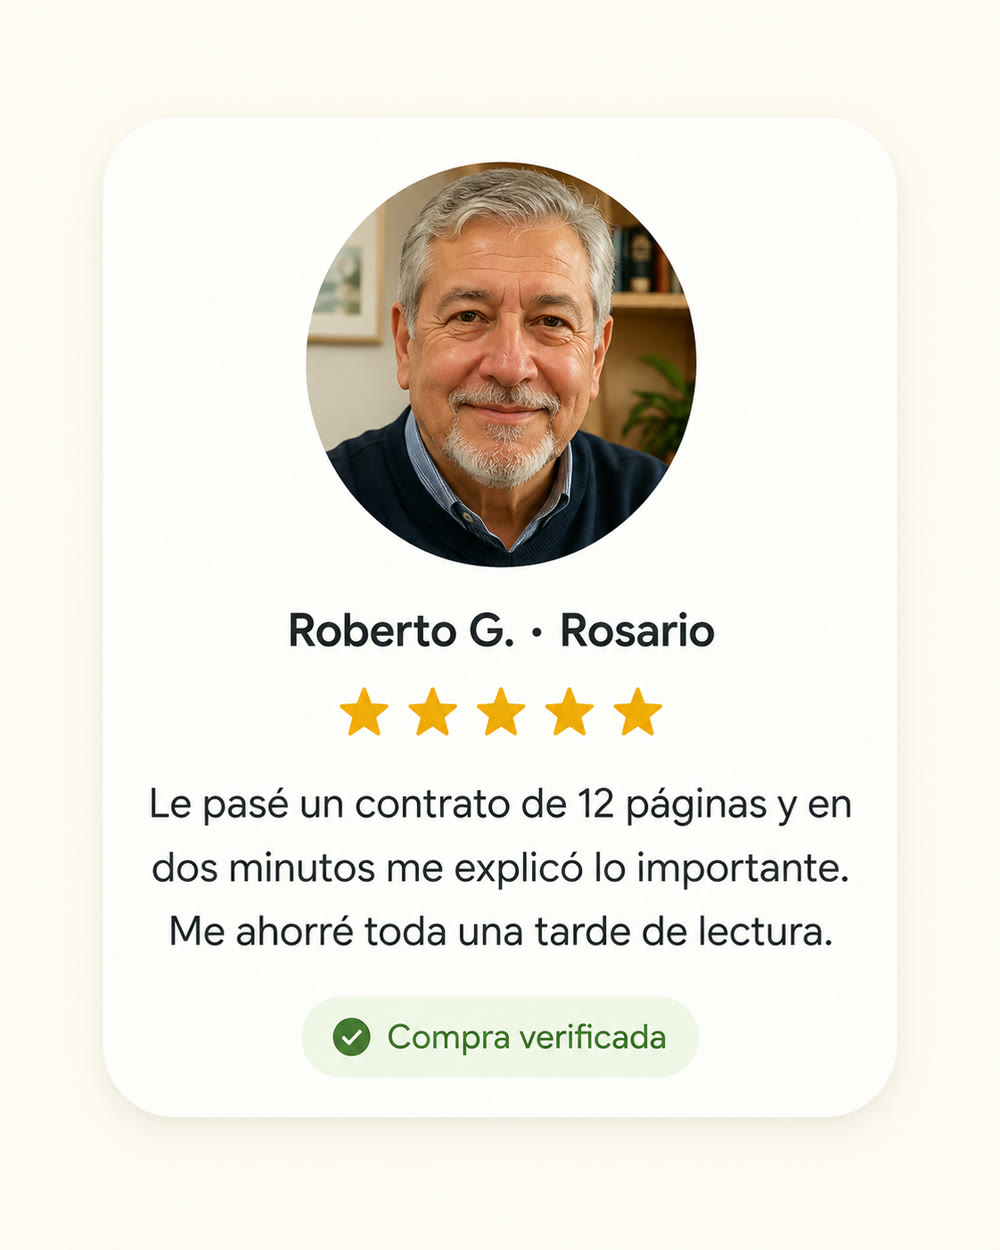 Roberto G. · Rosario
Le pasé un contrato de 12 páginas y en
dos minutos me explicó lo importante.
Me ahorré toda una tarde de lectura.
Compra verificada